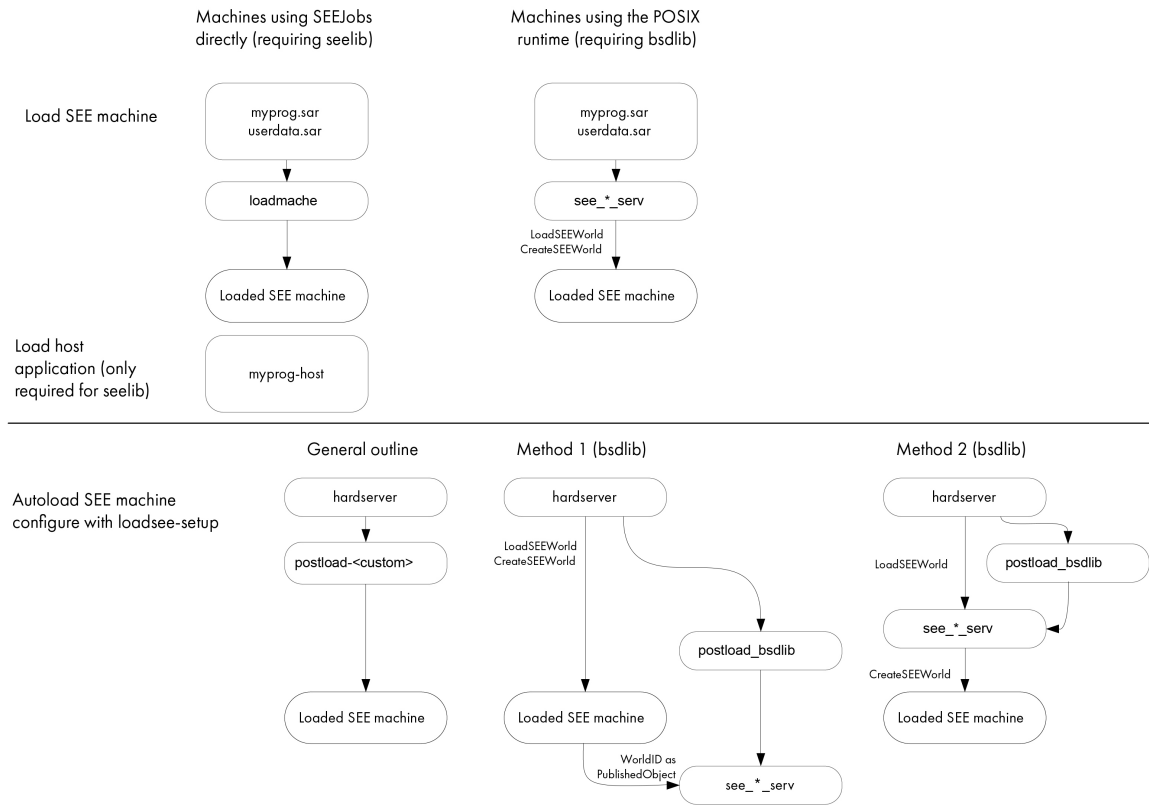 Machines using SEEJobs
directly (requiring seelib)
Machines using the POSIX
runtime (requiring bsdlib)
Load SEE machine
myprog.sar
userdata.sar
myprog.sar
userdata.sar
loadmache
see_*_serv
LoadSEEWorld
CreateSEEWorld
Loaded SEE machine
Loaded SEE machine
Load host
application (only
required for seelib)
myprog-host
General outline
Method 1 (bsdlib)
Method 2 (bsdlib)
Autoload SEE machine
configure with loadsee-setup
hardserver
hardserver
hardserver
postload-<custom>
LoadSEEWorld
CreateSEEWorld
LoadSEEWorld
postload_bsdlib
see_*_serv
postload_bsdlib
CreateSEEWorld
Loaded SEE machine
Loaded SEE machine
Loaded SEE machine
WorldID as
PublishedObject
see_*_serv